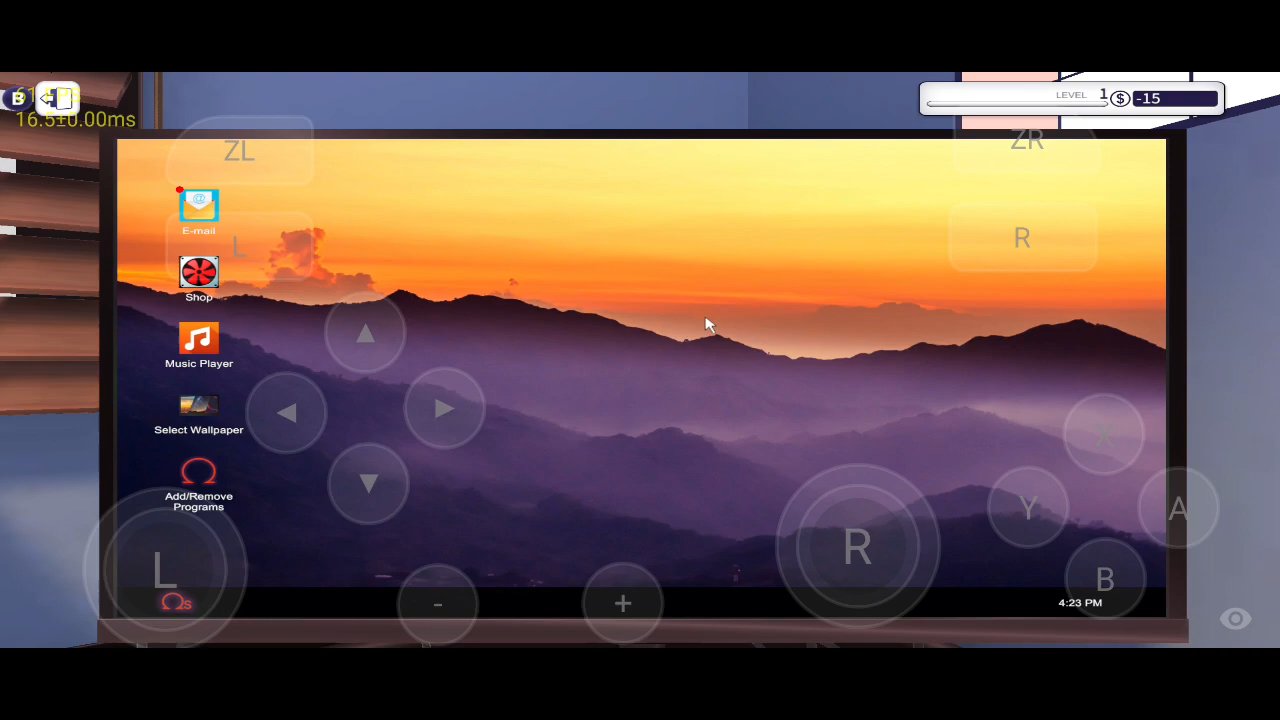 B
16.5±0.00ms
LEVEL 1 $ -15
ZL
ZR
E-mail
L
R
Shop
Music Player
Select Wallpaper
X
Add/Remove
Programs
Y
A
L
R
B
Ωs
-
+
4:23 PM